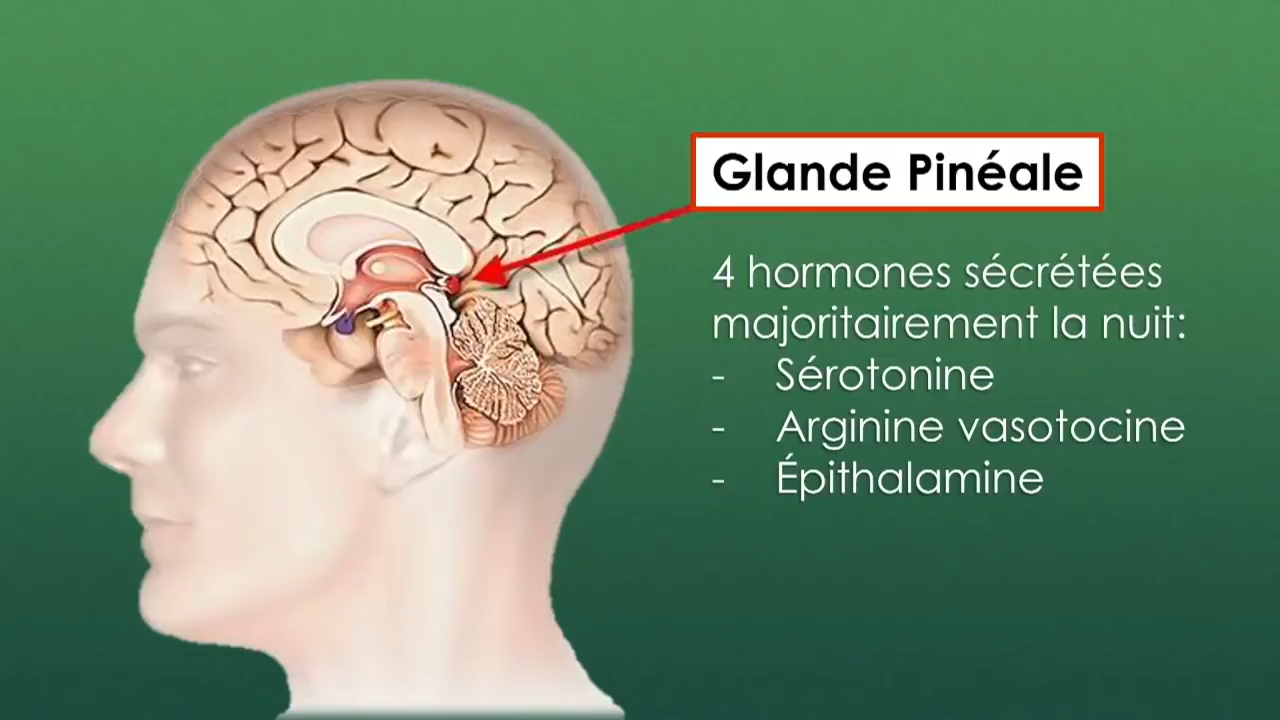 Glande Pinéale
4 hormones sécrétées
majoritairement la nuit:
- Sérotonine
- Arginine vasotocine
- Épithalamine